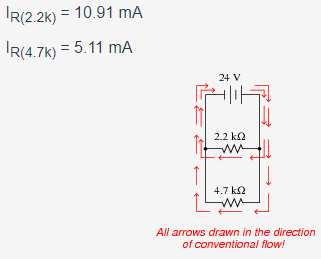 IR(2.2k) = 10.91 mA
IR(4.7k) = 5.11 mA
24 V
2.2 kΩ
4.7 kΩ
All arrows drawn in the direction
of conventional flow!